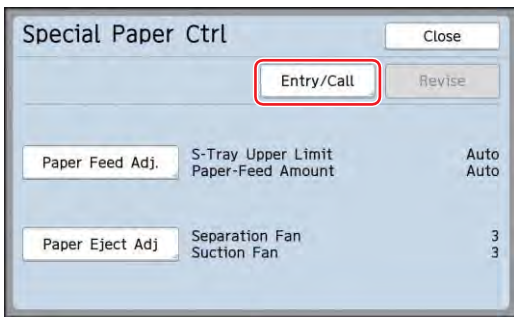 Special Paper Ctrl Close
Entry/Call Revise
Paper Feed Adj. S-Tray Upper Limit Auto
Paper-Feed Amount Auto
Paper Eject Adj Separation Fan 3
Suction Fan 3